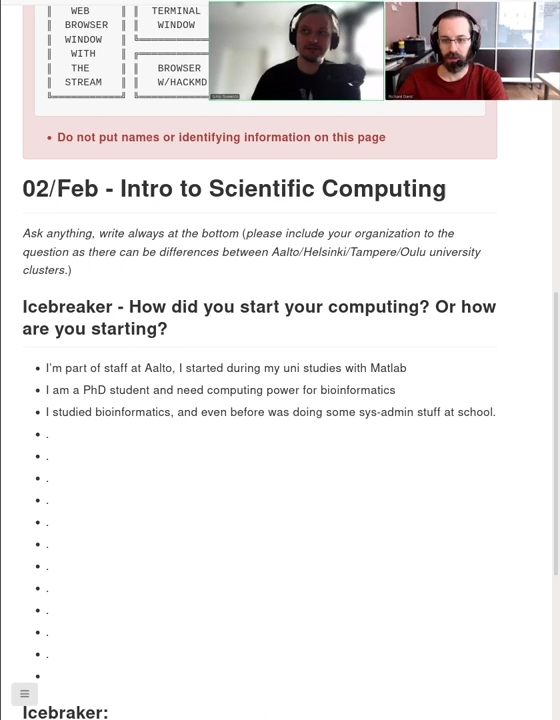 WEB
BROWSER
WINDOW
WITH
THE
STREAM
TERMINAL
WINDOW
BROWSER
W/HACKMD
• Do not put names or identifying information on this page
02/Feb - Intro to Scientific Computing
Ask anything, write always at the bottom (please include your organization to the
question as there can be differences between Aalto/Helsinki/Tampere/Oulu university
clusters.)
Icebreaker - How did you start your computing? Or how
are you starting?
• I'm part of staff at Aalto, I started during my uni studies with Matlab
• I am a PhD student and need computing power for bioinformatics
• I studied bioinformatics, and even before was doing some sys-admin stuff at school.
• .
• .
• .
• .
• .
• .
• .
• .
• .
• .
• .
•
Icebraker: